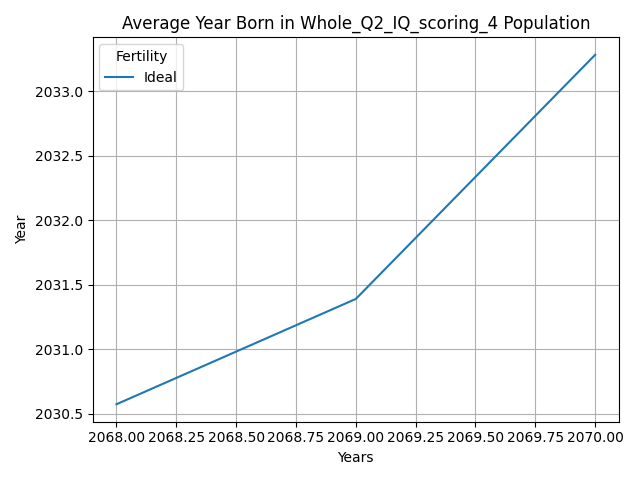 Average Year Born in Whole_Q2_IQ_scoring_4 Population
Fertility
Ideal
2033.0
2032.5
2032.0
2031.5
2031.0
2030.5
Year
2068.00 2068.25 2068.50 2068.75 2069.00 2069.25 2069.50 2069.75 2070.00
Years